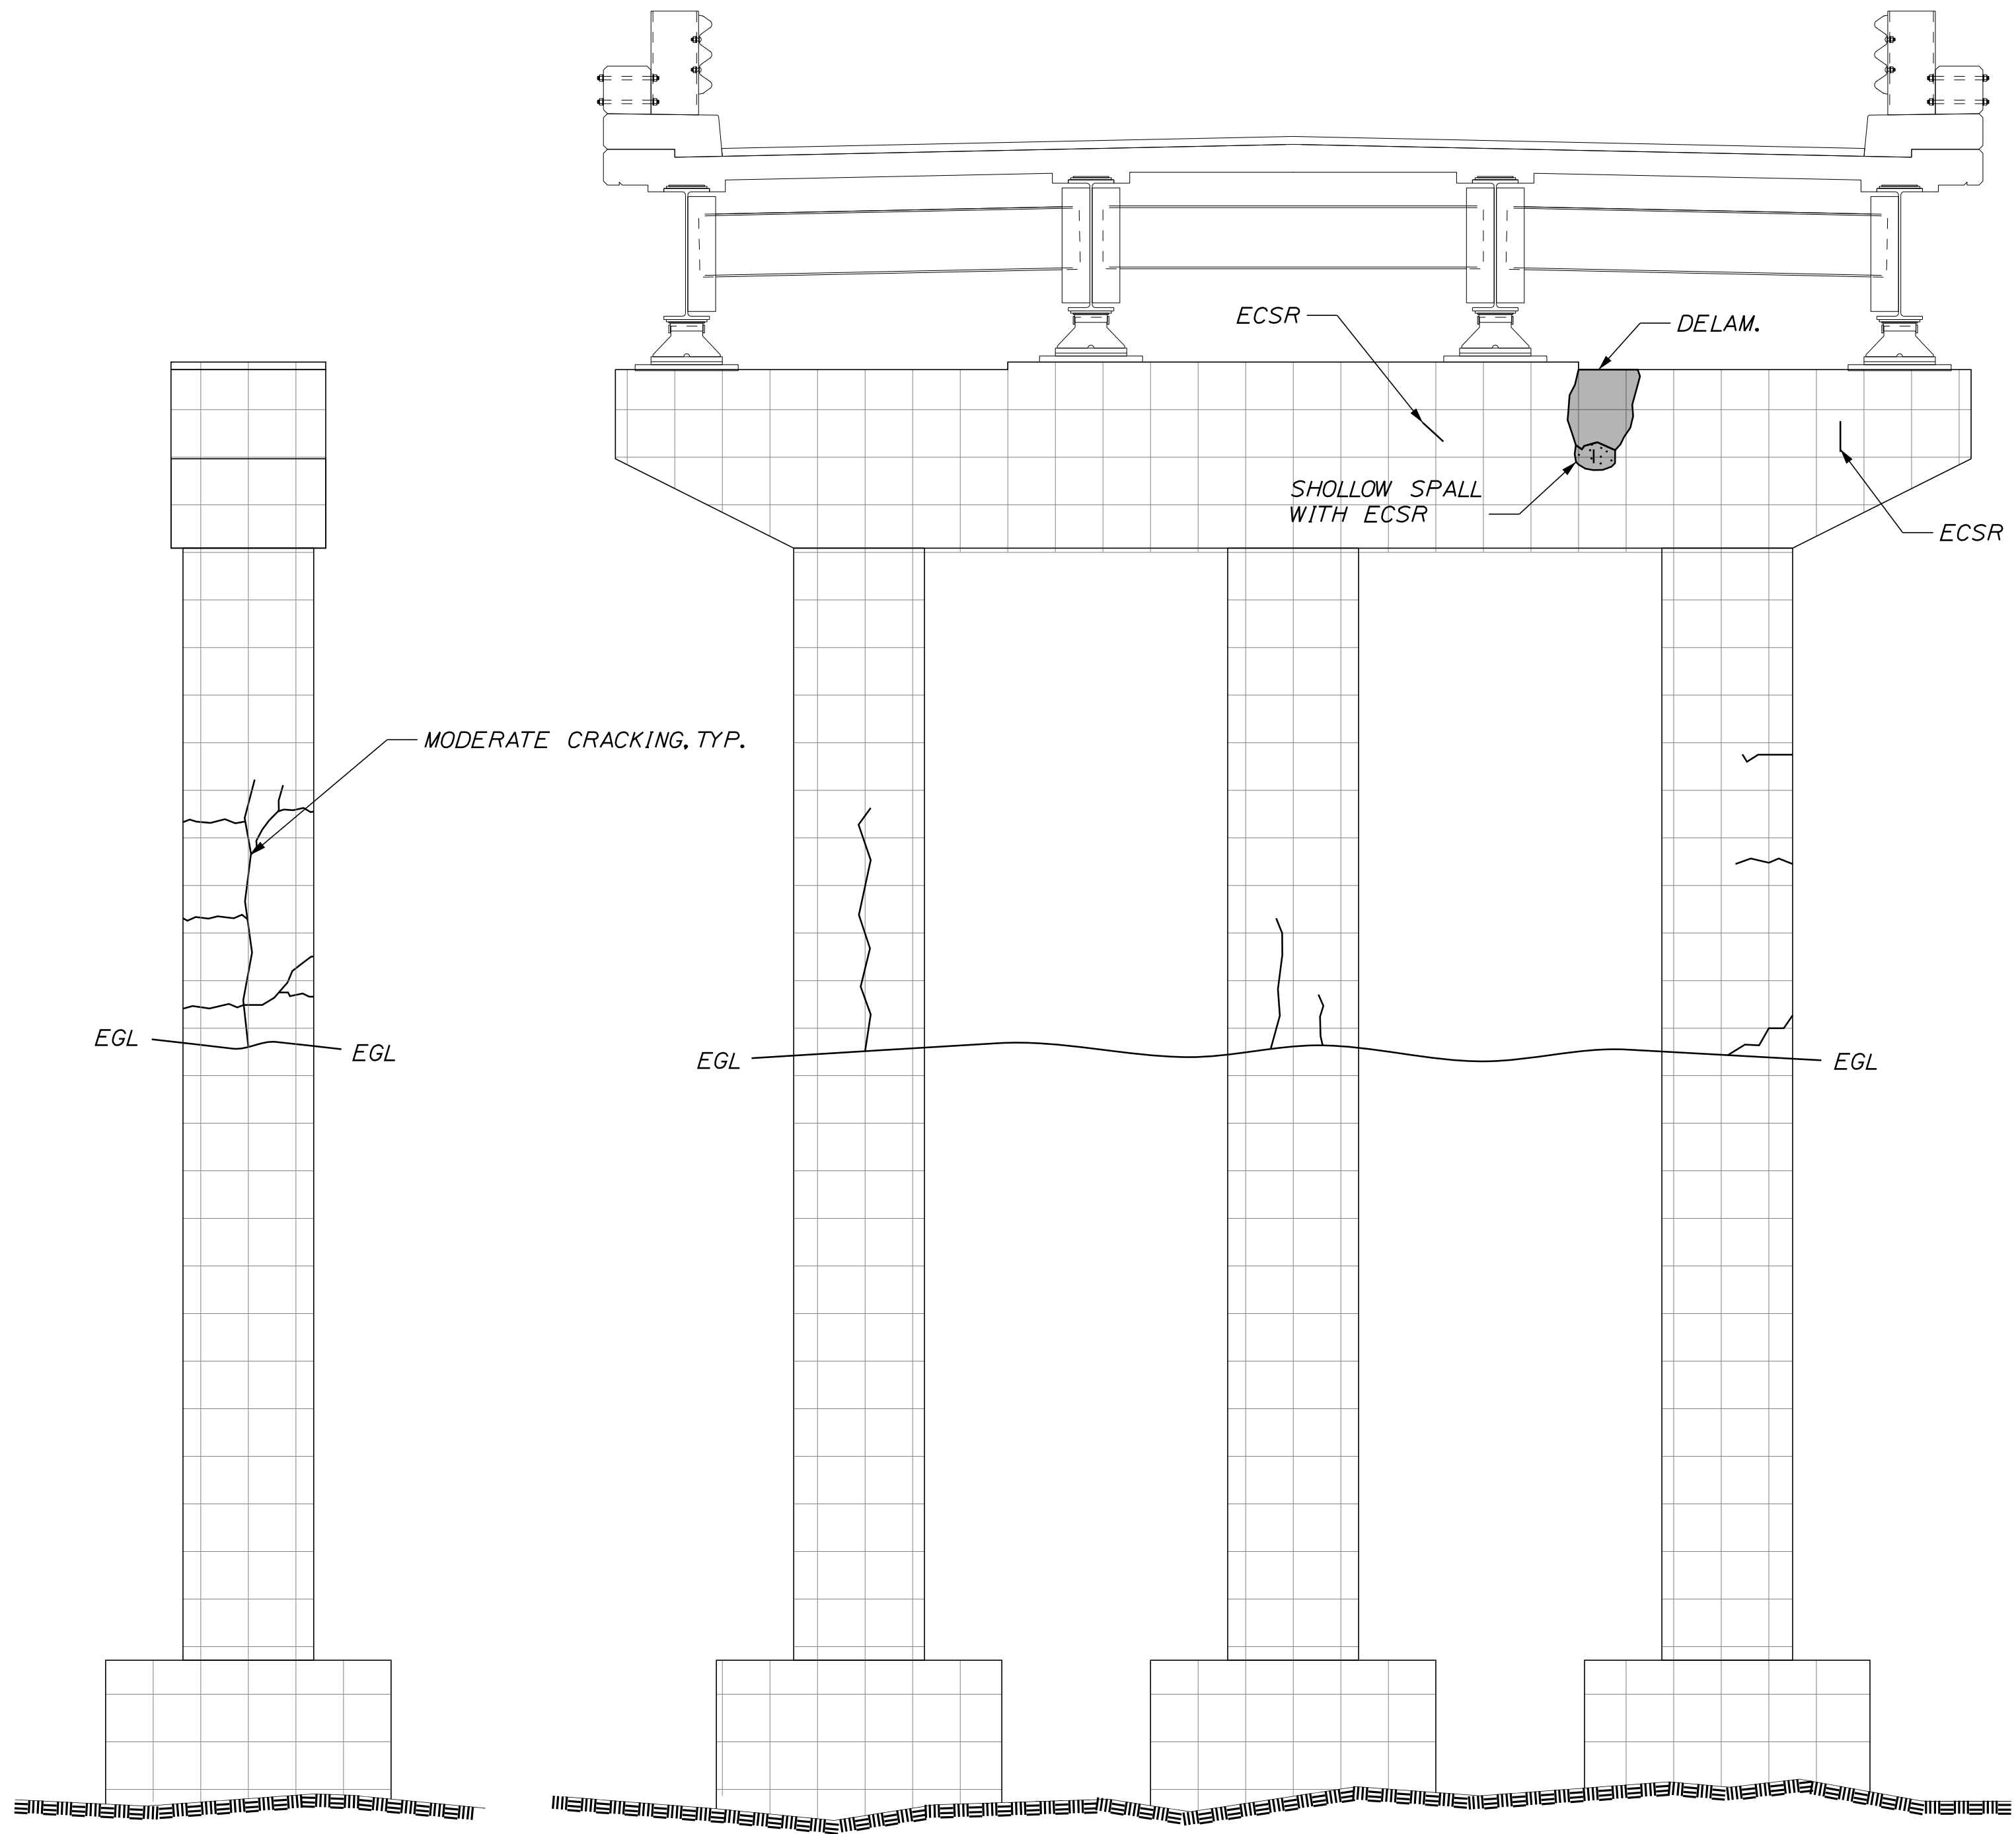 ECSR
DELAM.
SHOLLOW SPALL
WITH ECSR
ECSR
MODERATE CRACKING, TYP.
EGL
EGL
EGL
EGL